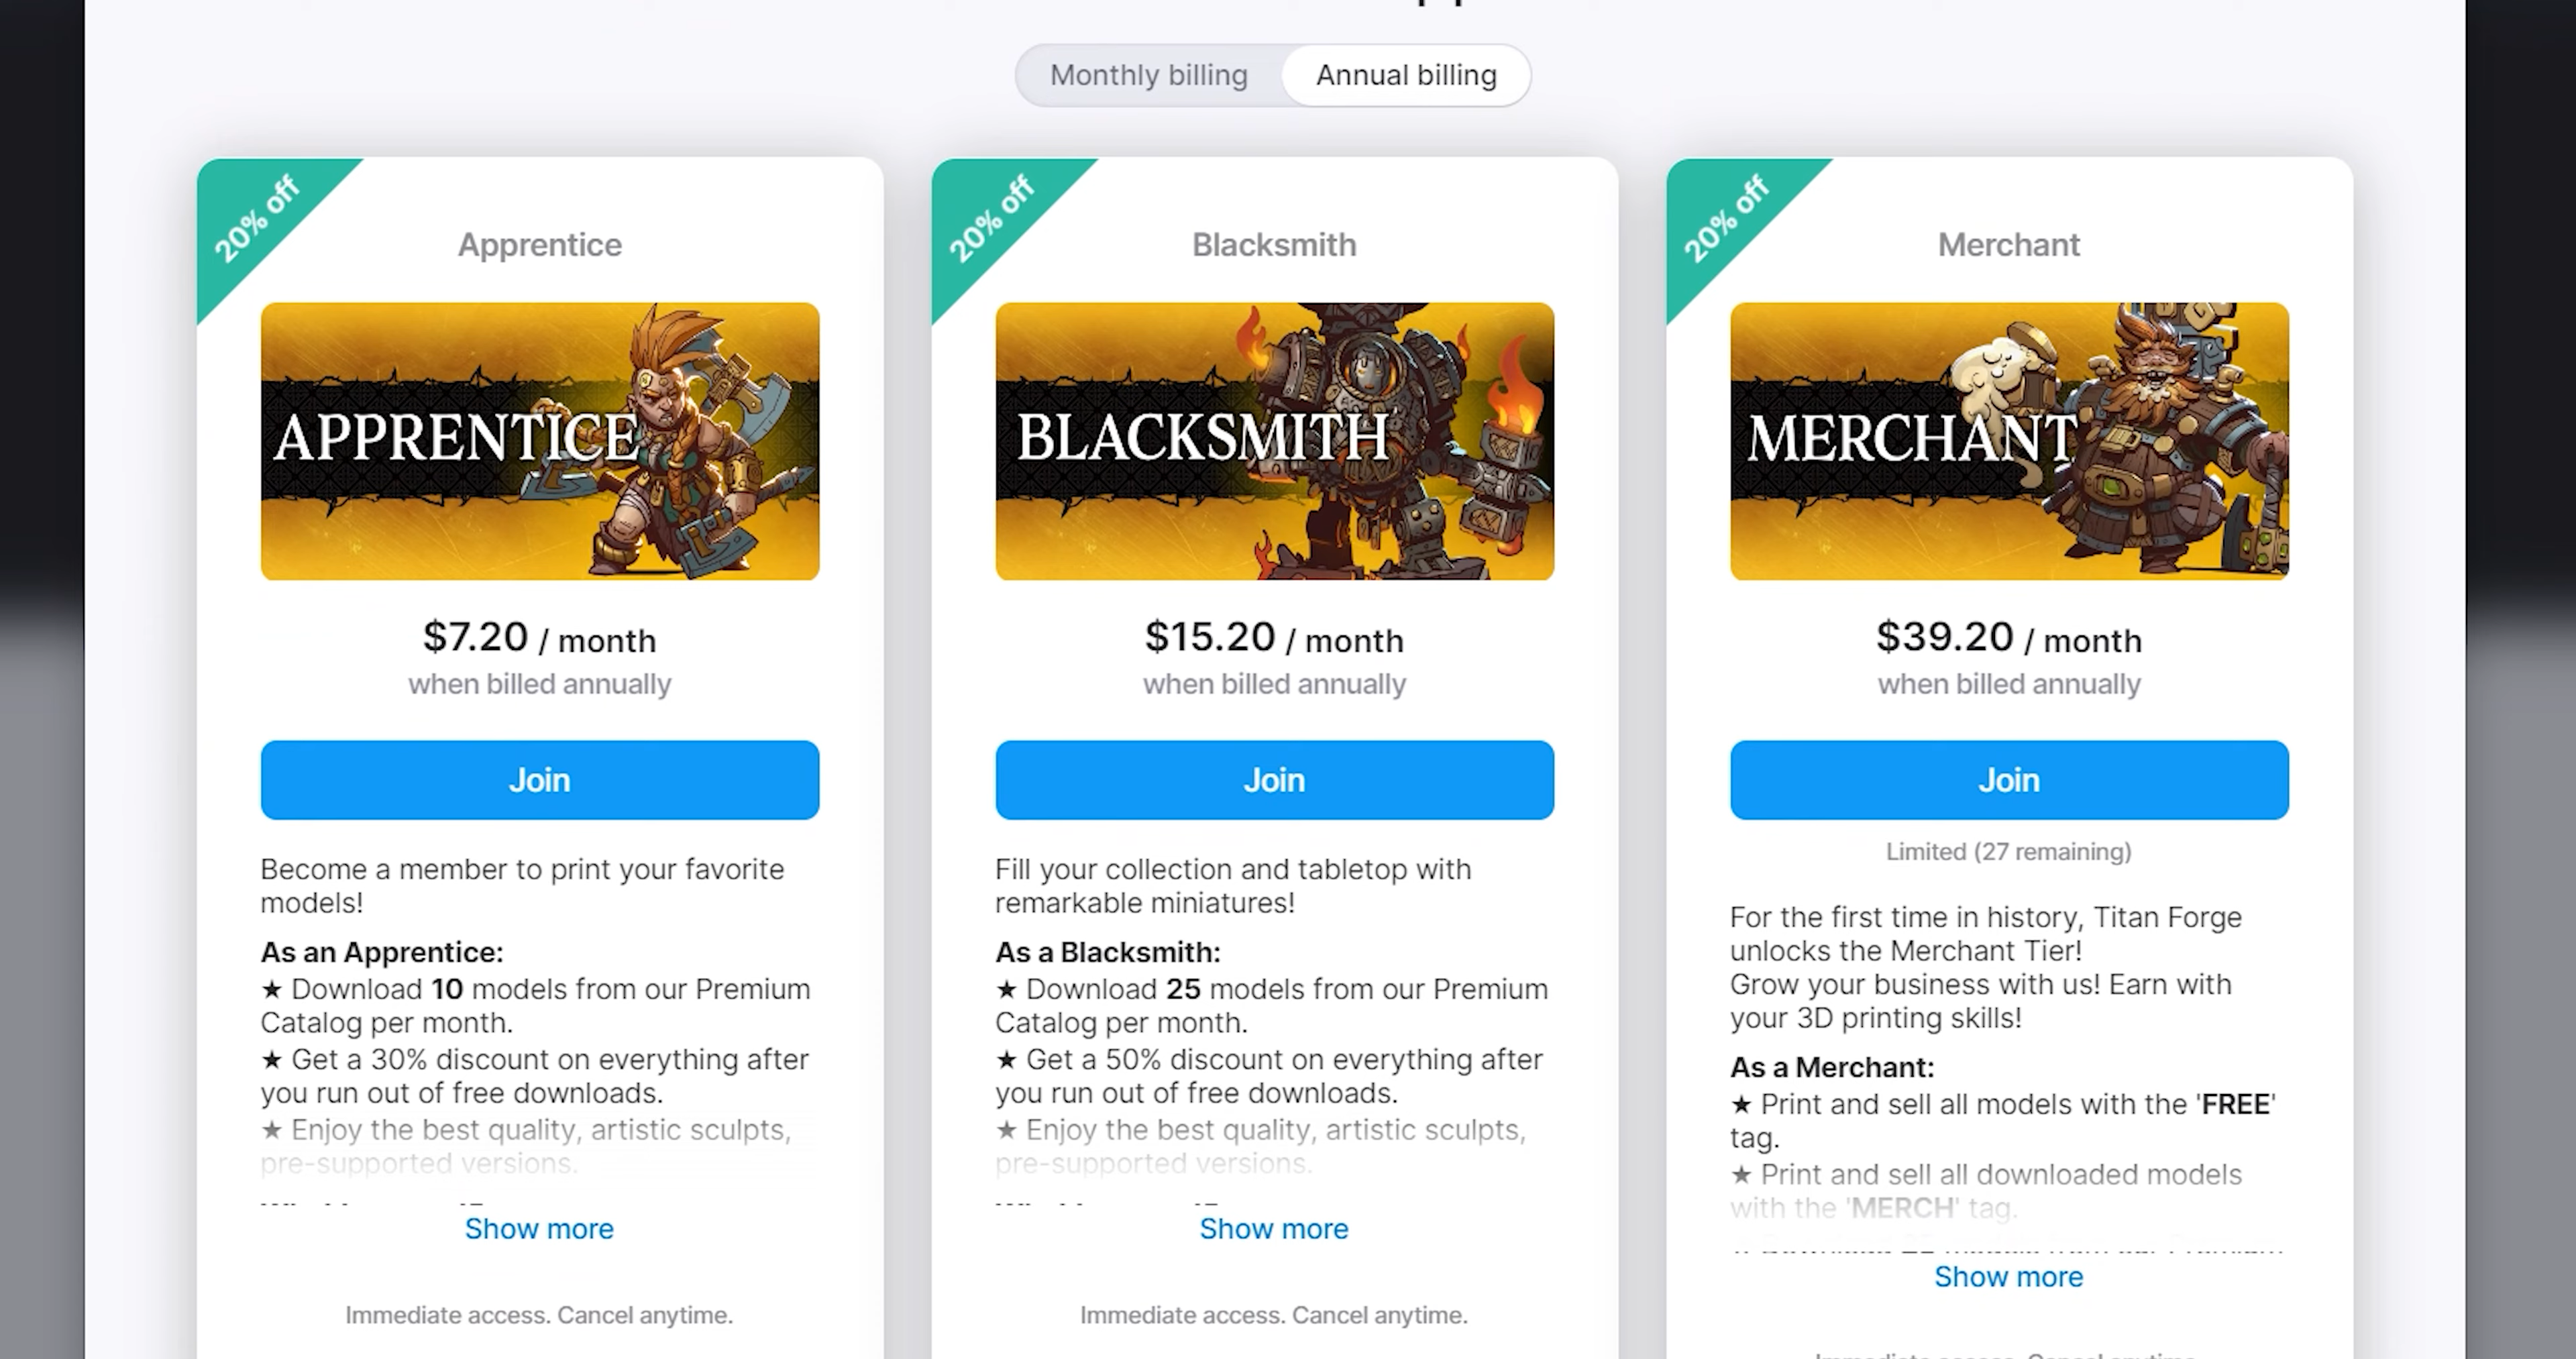 Monthly billing
Annual billing
20% off
Apprentice
APPRENTICE
$7.20 / month
when billed annually
Join
Become a member to print your favorite
models!
As an Apprentice:
★ Download 10 models from our Premium
Catalog per month.
★ Get a 30% discount on everything after
you run out of free downloads.
★ Enjoy the best quality, artistic sculpts,
pre-supported versions.
Show more
Immediate access. Cancel anytime.
20% off
Blacksmith
BLACKSMITH
$15.20 / month
when billed annually
Join
Fill your collection and tabletop with
remarkable miniatures!
As a Blacksmith:
★ Download 25 models from our Premium
Catalog per month.
★ Get a 50% discount on everything after
you run out of free downloads.
★ Enjoy the best quality, artistic sculpts,
pre-supported versions.
Show more
Immediate access. Cancel anytime.
20% off
Merchant
MERCHANT
$39.20 / month
when billed annually
Join
Limited (27 remaining)
For the first time in history, Titan Forge
unlocks the Merchant Tier!
Grow your business with us! Earn with
your 3D printing skills!
As a Merchant:
★ Print and sell all models with the 'FREE'
tag.
★ Print and sell all downloaded models
with the 'MERCH' tag.
Show more